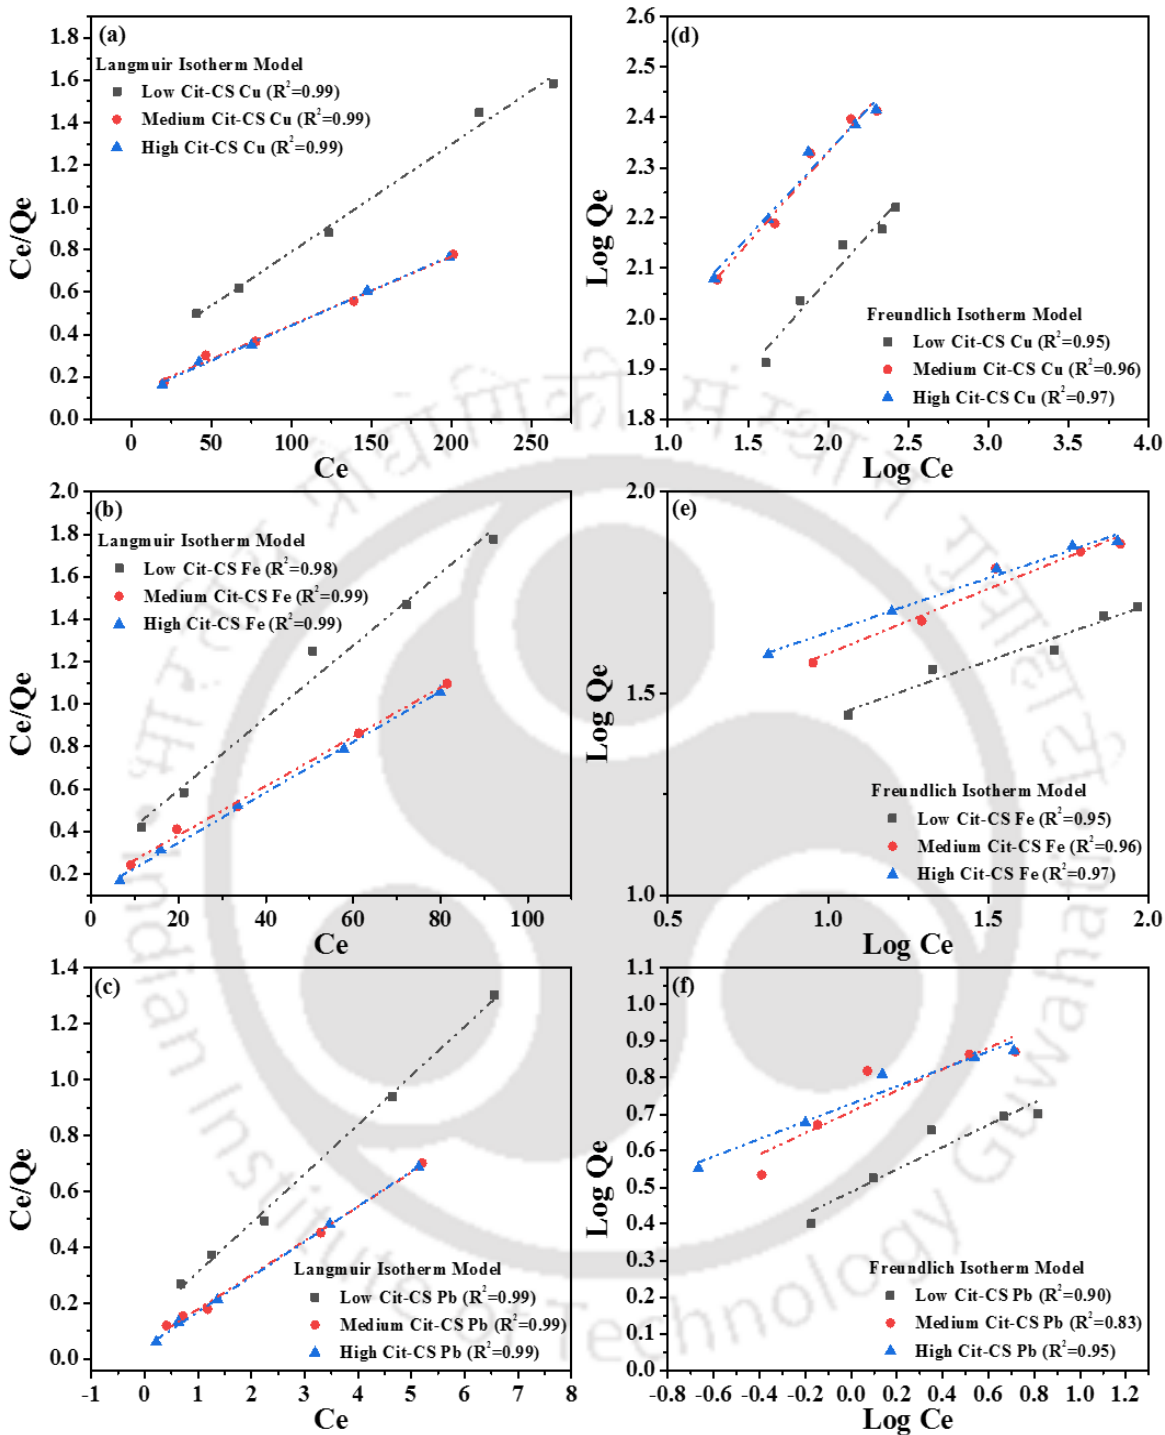 (a)
Langmuir Isotherm Model
Low Cit-CS Cu (R²=0.99)
Medium Cit-CS Cu (R²=0.99)
High Cit-CS Cu (R²=0.99)
1.8
1.6
1.4
1.2
1.0
0.8
0.6
0.4
0.2
0.0
Ce/Qe
0 50 100 150 200 250
Ce
(d)
Freundlich Isotherm Model
Low Cit-CS Cu (R²=0.95)
Medium Cit-CS Cu (R²=0.96)
High Cit-CS Cu (R²=0.97)
2.6
2.5
2.4
2.3
2.2
2.1
2.0
1.9
1.8
Log Qe
1.0 1.5 2.0 2.5 3.0 3.5 4.0
Log Ce
(b)
Langmuir Isotherm Model
Low Cit-CS Fe (R²=0.98)
Medium Cit-CS Fe (R²=0.99)
High Cit-CS Fe (R²=0.99)
2.0
1.8
1.6
1.4
1.2
1.0
0.8
0.6
0.4
0.2
Ce/Qe
0 20 40 60 80 100
Ce
(e)
Freundlich Isotherm Model
Low Cit-CS Fe (R²=0.95)
Medium Cit-CS Fe (R²=0.96)
High Cit-CS Fe (R²=0.97)
2.0
1.5
1.0
Log Qe
0.5 1.0 1.5 2.0
Log Ce
(c)
Langmuir Isotherm Model
Low Cit-CS Pb (R²=0.99)
Medium Cit-CS Pb (R²=0.99)
High Cit-CS Pb (R²=0.99)
1.4
1.2
1.0
0.8
0.6
0.4
0.2
0.0
Ce/Qe
-1 0 1 2 3 4 5 6 7 8
Ce
(f)
Freundlich Isotherm Model
Low Cit-CS Pb (R²=0.90)
Medium Cit-CS Pb (R²=0.83)
High Cit-CS Pb (R²=0.95)
1.1
1.0
0.9
0.8
0.7
0.6
0.5
0.4
0.3
0.2
0.1
0.0
Log Qe
-0.8 -0.6 -0.4 -0.2 0.0 0.2 0.4 0.6 0.8 1.0 1.2
Log Ce
Indian Institute of Technology Guwahati